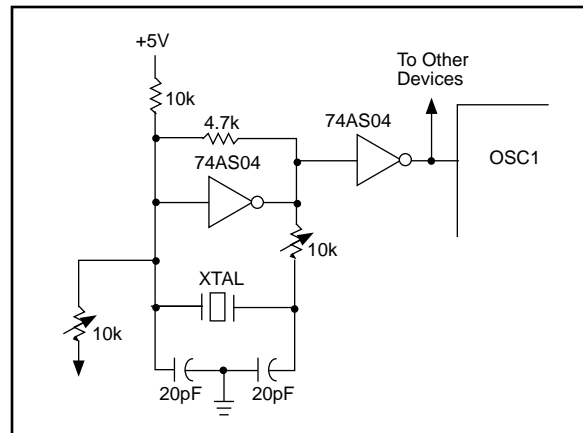 +5V
To Other
Devices
10k
4.7k
74AS04
74AS04
OSC1
10k
XTAL
10k
20pF
20pF